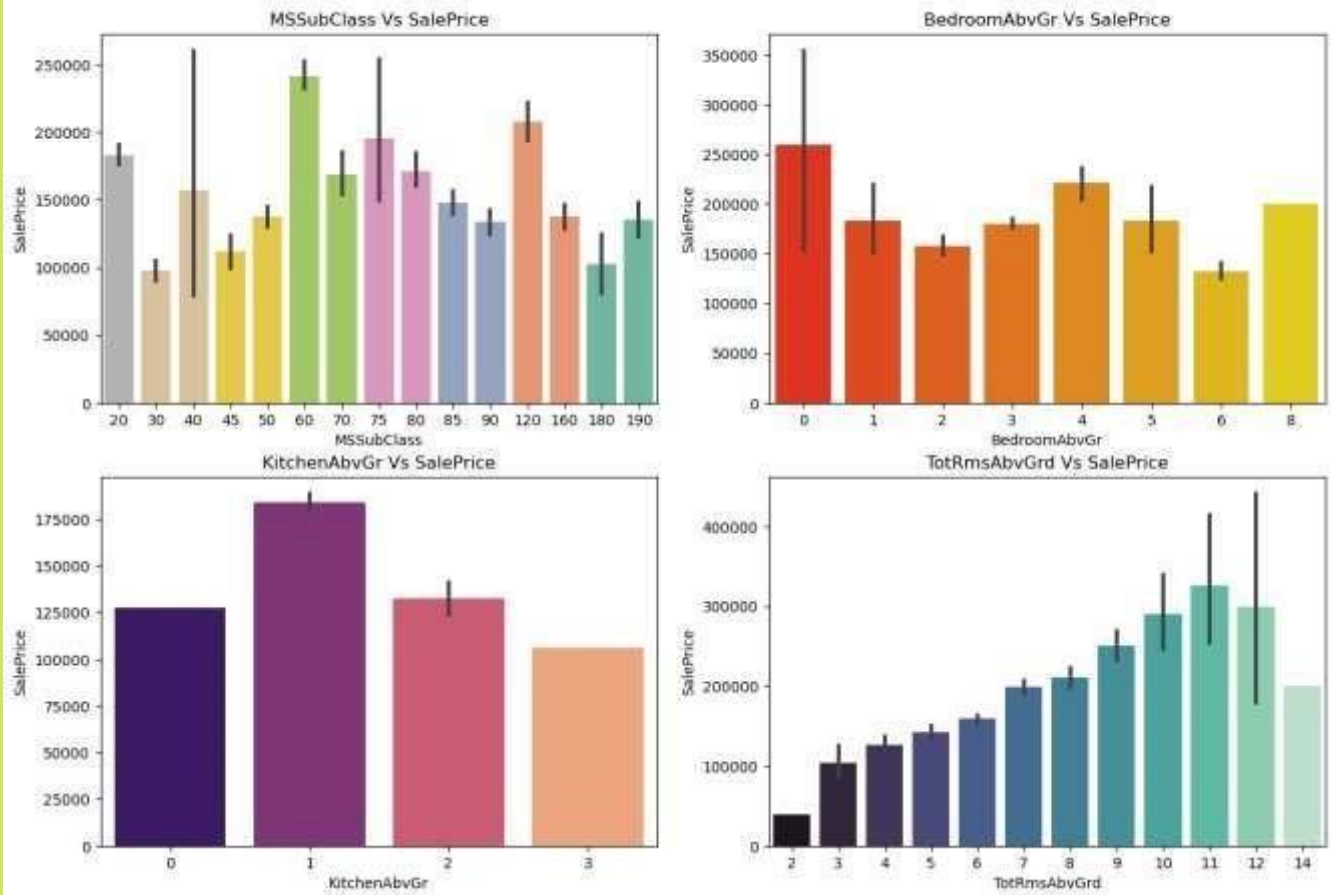 MSSubClass Vs SalePrice
250000
200000
150000
100000
50000
0
SalePrice
20 30 40 45 50 60 70 75 80 85 90 120 160 180 190
MSSubClass
BedroomAbvGr Vs SalePrice
350000
300000
250000
200000
150000
100000
50000
0
SalePrice
0 1 2 3 4 5 6 8
BedroomAbvGr
KitchenAbvGr Vs SalePrice
175000
150000
125000
100000
75000
50000
25000
0
SalePrice
0 1 2 3
KitchenAbvGr
TotRmsAbvGrd Vs SalePrice
400000
300000
200000
100000
0
SalePrice
2 3 4 5 6 7 8 9 10 11 12 14
TotRmsAbvGrd